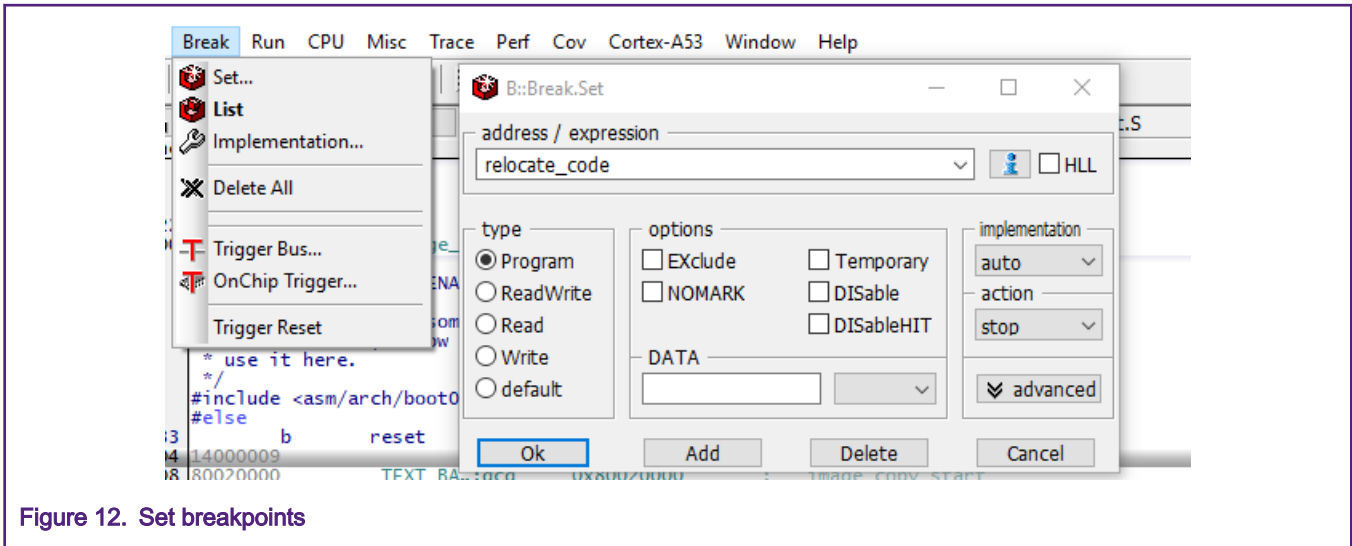 Break Run CPU Misc Trace Perf Cov Cortex-A53 Window Help
Set...
List
Implementation...
Delete All
Trigger Bus...
OnChip Trigger...
Trigger Reset
B::Break.Set
address / expression
relocate_code
HLL
type
Program
ReadWrite
Read
Write
default
options
EXclude
Temporary
NOMARK
DISable
DISableHIT
DATA
implementation
auto
action
stop
advanced
Ok Add Delete Cancel
t.S
* use it here.
*/
#include <asm/arch/boot0
#else
b reset
14000009
80020000 TEXT_BA..:dcd 0x80020000 ; image_copy_start
Figure 12. Set breakpoints